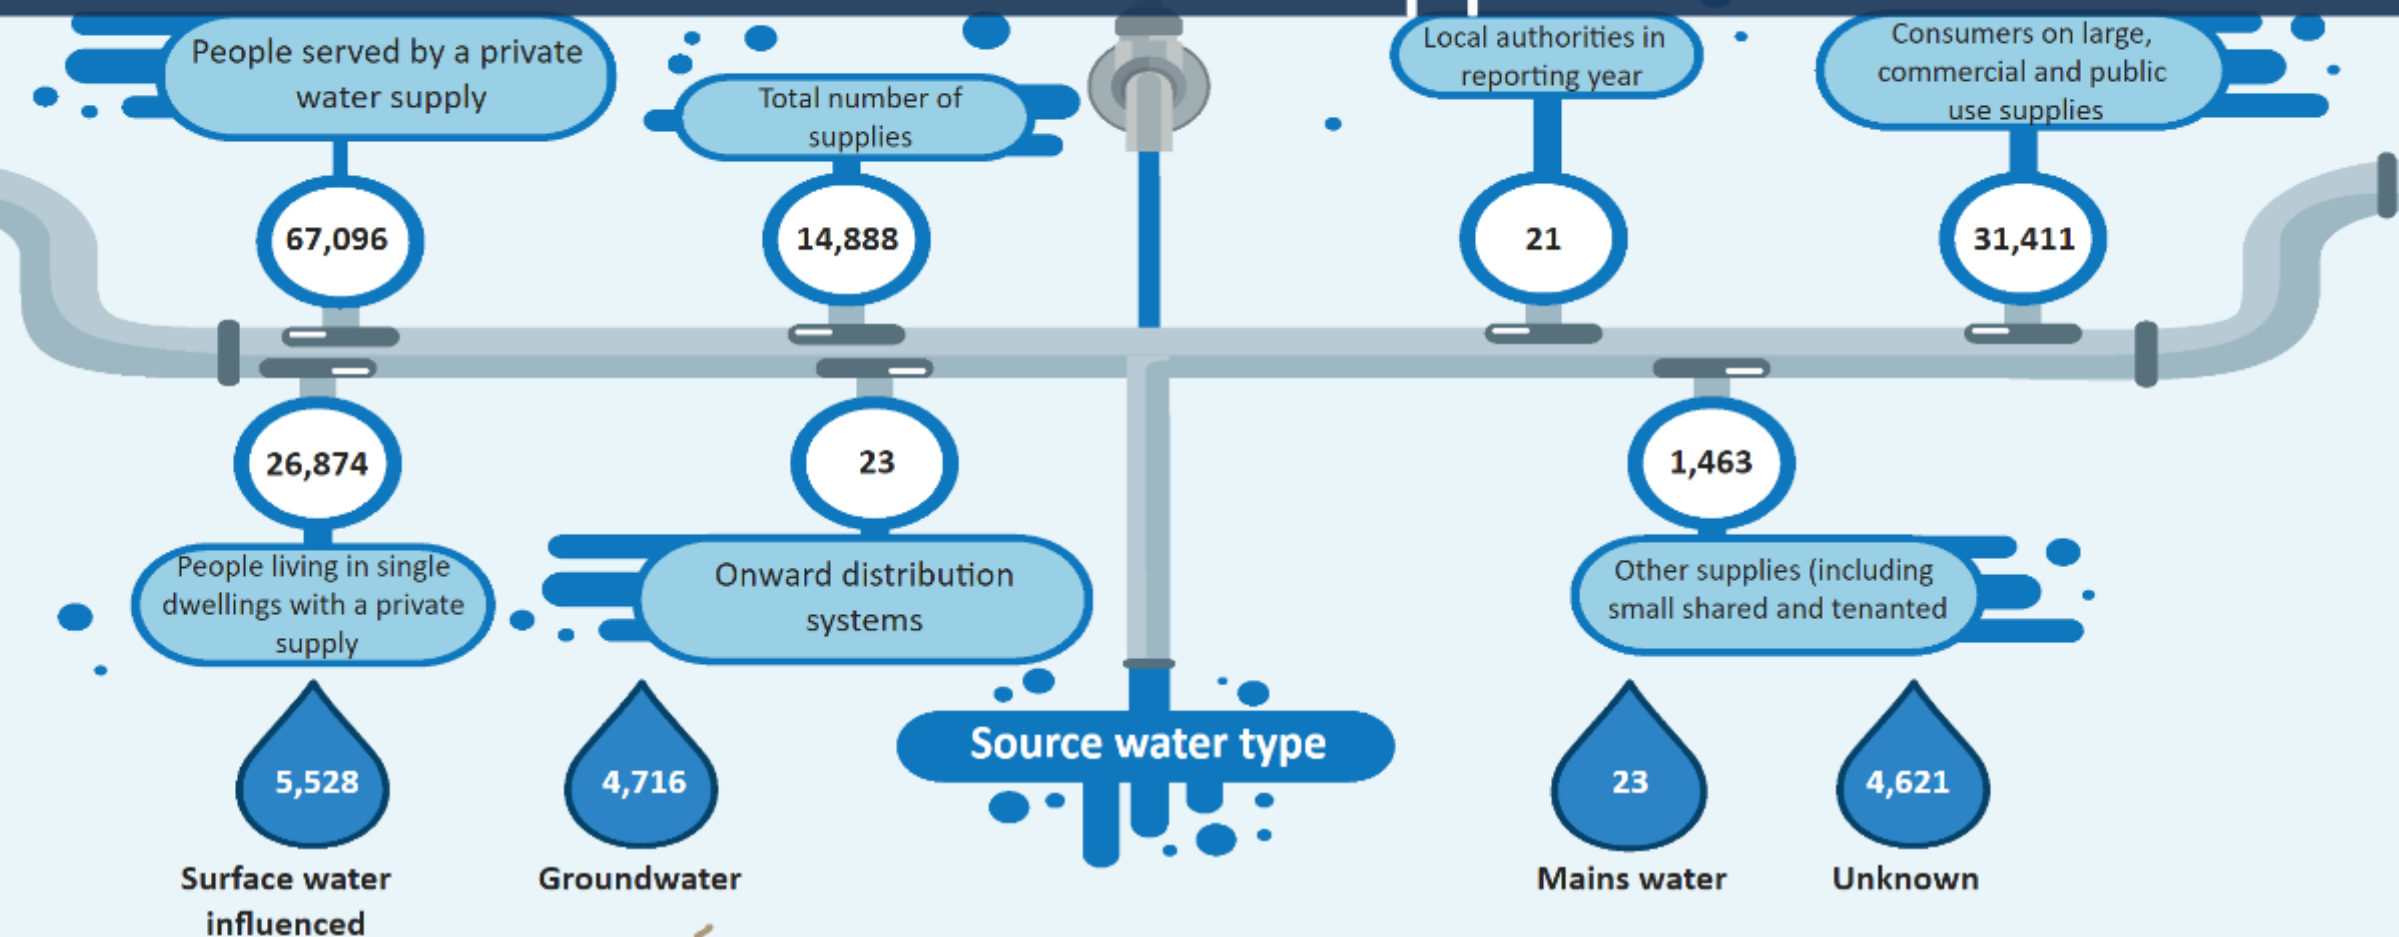 People served by a private
water supply
Total number of
supplies
Local authorities in
reporting year
Consumers on large,
commercial and public
use supplies
67,096
14,888
21
31,411
26,874
23
1,463
People living in single
dwellings with a private
supply
Onward distribution
systems
Other supplies (including
small shared and tenanted
Source water type
5,528
4,716
23
4,621
Surface water
influenced
Groundwater
Mains water
Unknown